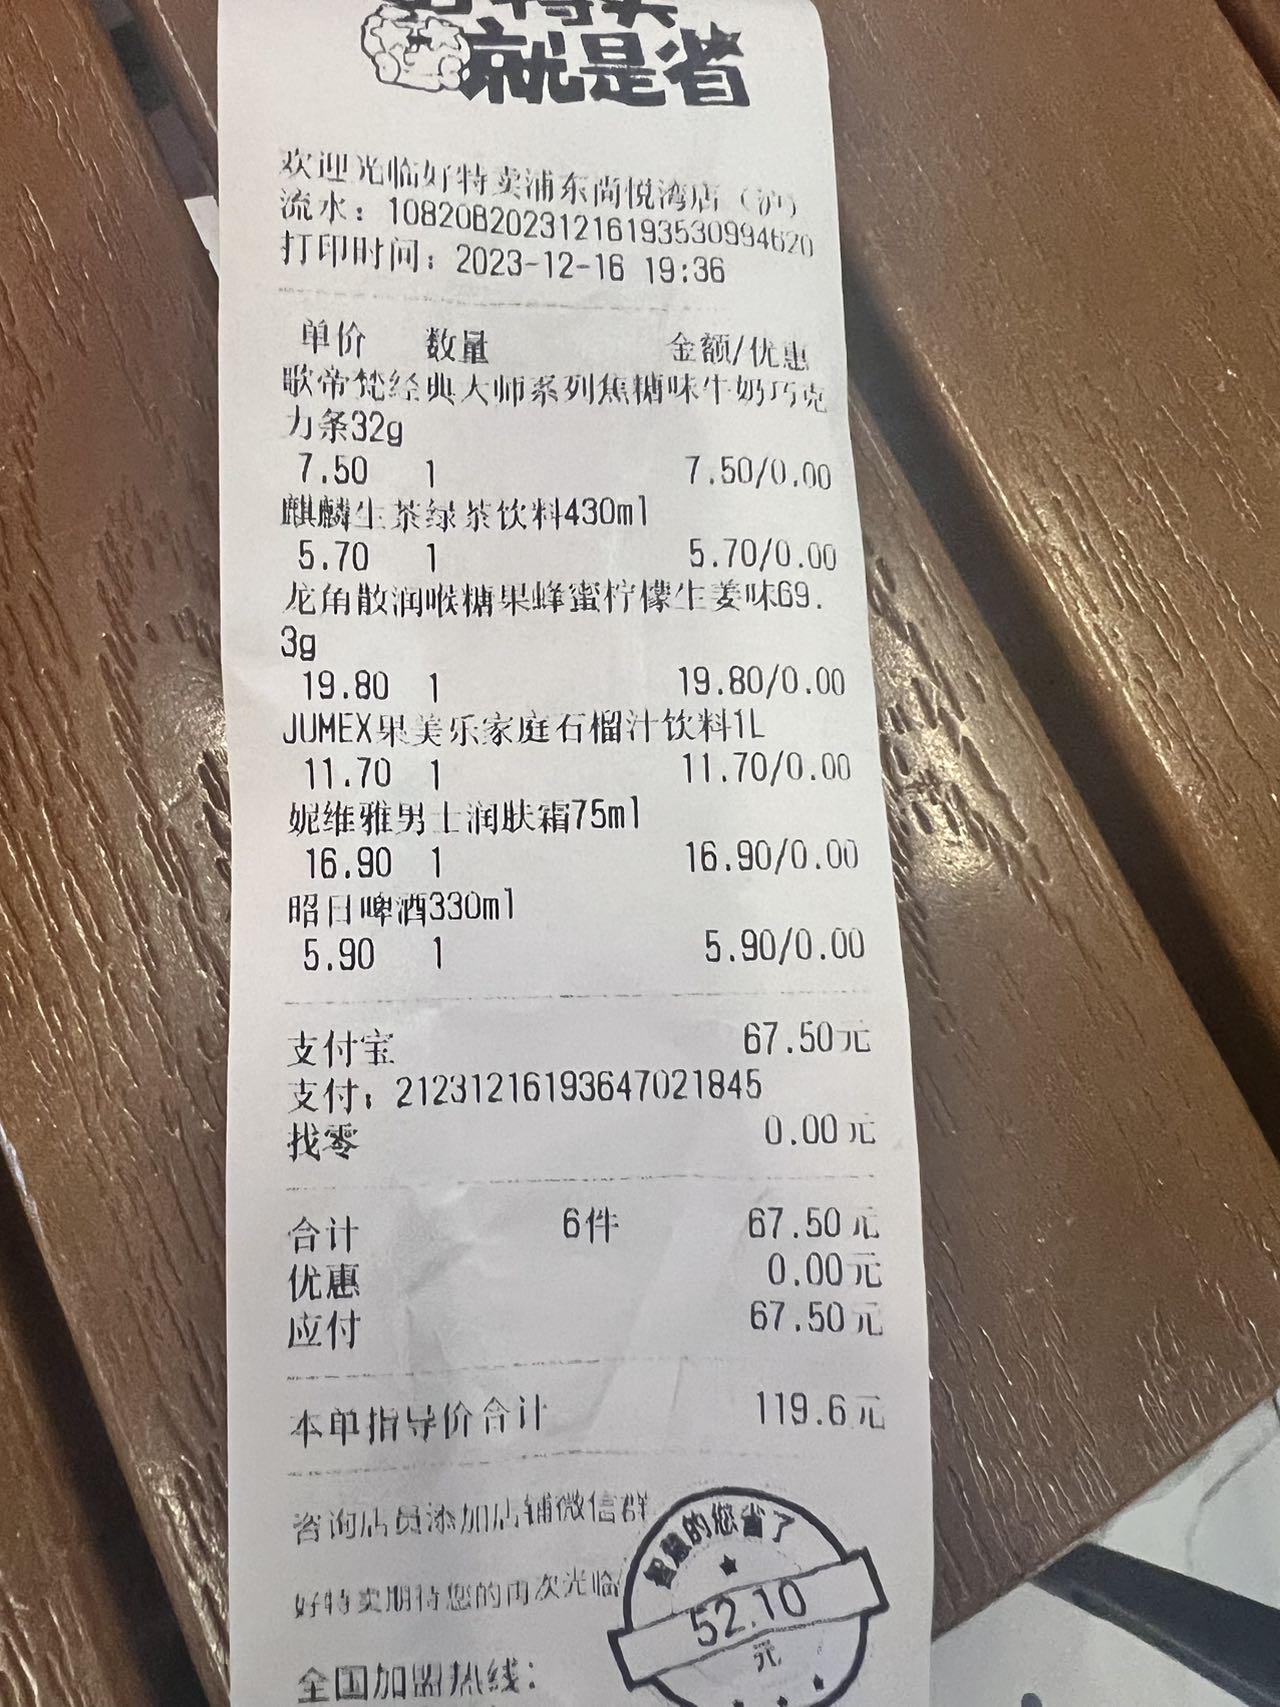 就是省
欢迎光临好特卖浦东尚悦湾店（沪）
流水：10820820231216193530994620
打印时间：2023-12-16 19:36
单价 数量 金额/优惠
歌帝梵经典大师系列焦糖味牛奶巧克
力条32g
7.50 1 7.50/0.00
麒麟生茶绿茶饮料430ml
5.70 1 5.70/0.00
龙角散润喉糖果蜂蜜柠檬生姜味69.
3g
19.80 1 19.80/0.00
JUMEX果美乐家庭石榴汁饮料1L
11.70 1 11.70/0.00
妮维雅男士润肤霜75ml
16.90 1 16.90/0.00
昭日啤酒330ml
5.90 1 5.90/0.00
支付宝 67.50元
支付：21231216193647021845
找零 0.00元
合计 6件 67.50元
优惠 0.00元
应付 67.50元
本单指导价合计 119.6元
咨询店员添加店铺微信群
好特卖期待您的再次光临
智慧的您省了
52.10
元
全国加盟热线：